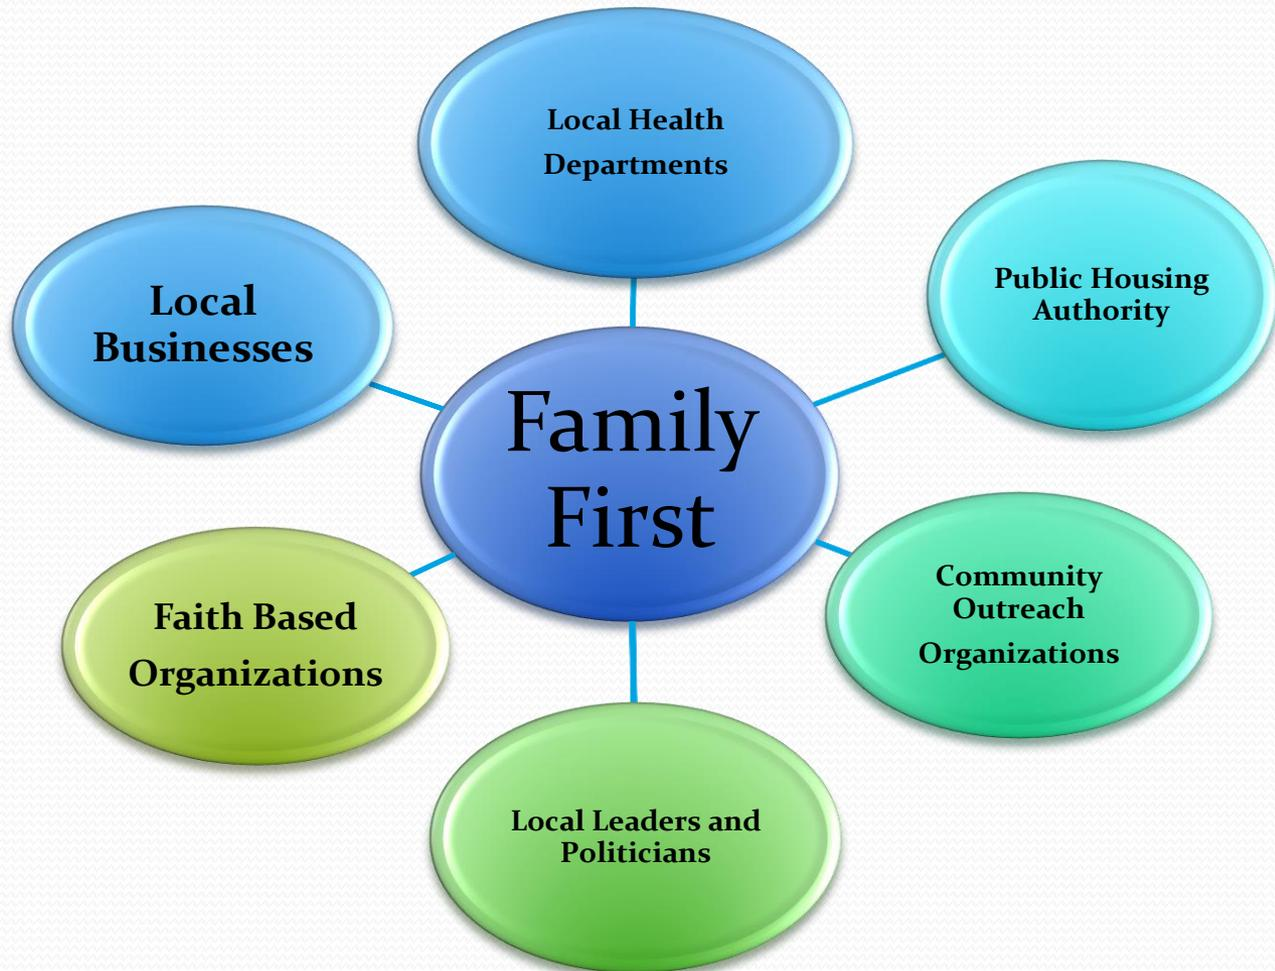 Local Health
Departments
Public Housing
Authority
Local
Businesses
Family
First
Community
Outreach
Organizations
Faith Based
Organizations
Local Leaders and
Politicians